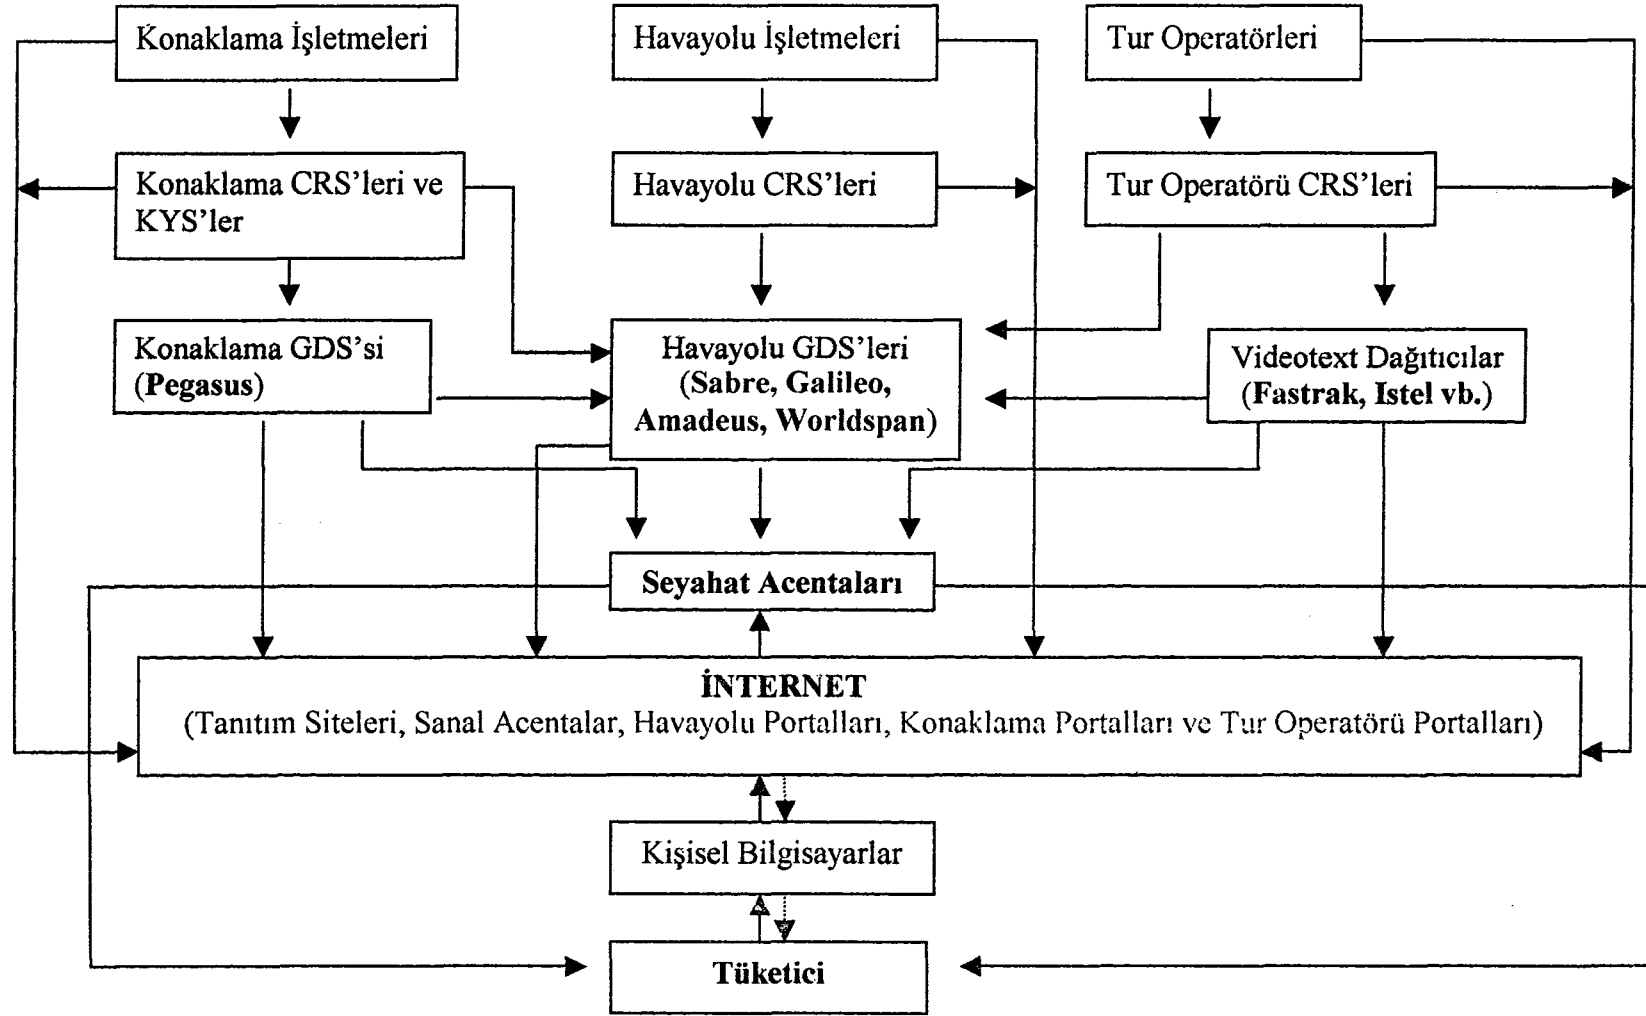 Konaklama İşletmeleri
Havayolu İşletmeleri
Tur Operatörleri
Konaklama CRS'leri ve
KYS'ler
Havayolu CRS'leri
Tur Operatörü CRS'leri
Konaklama GDS'si
(Pegasus)
Havayolu GDS'leri
(Sabre, Galileo,
Amadeus, Worldspan)
Videotext Dağıtıcılar
(Fastrak, Istel vb.)
Seyahat Acentaları
İNTERNET
(Tanıtım Siteleri, Sanal Acentalar, Havayolu Portalları, Konaklama Portalları ve Tur Operatörü Portalları)
Kişisel Bilgisayarlar
Tüketici